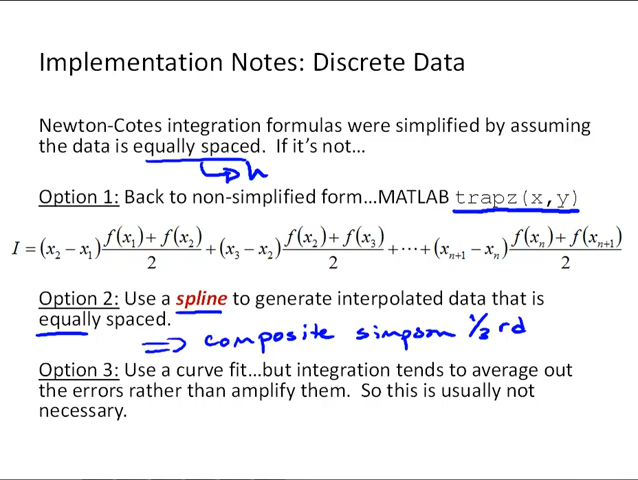 Implementation Notes: Discrete Data
Newton-Cotes integration formulas were simplified by assuming
the data is equally spaced. If it's not…
h
Option 1: Back to non-simplified form…MATLAB trapz(x,y)
I = (x₂ − x₁) f(x₁) + f(x₂) / 2 + (x₃ − x₂) f(x₂) + f(x₃) / 2 + ⋯ + (xₙ₊₁ − xₙ) f(xₙ) + f(xₙ₊₁) / 2
Option 2: Use a spline to generate interpolated data that is
equally spaced.
⇒ composite simpson 1/3 rd
Option 3: Use a curve fit…but integration tends to average out
the errors rather than amplify them. So this is usually not
necessary.